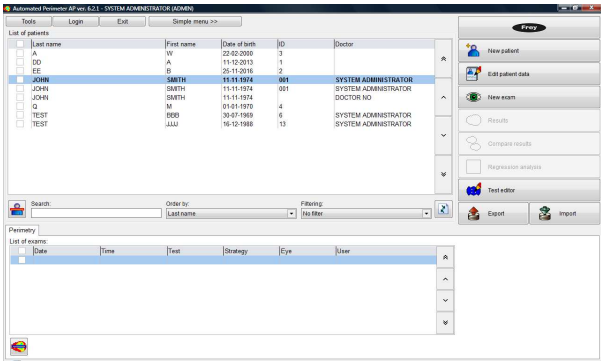 Automated Perimeter AP ver. 6.2.1 - SYSTEM ADMINISTRATOR (ADMIN)
Tools Login Exit Simple menu >>
List of patients
Last name First name Date of birth ID Doctor
A W 22-02-2000 3
DD A 11-12-2013 1
EE B 25-11-2016 2
JOHN SMITH 11-11-1974 001 SYSTEM ADMINISTRATOR
JOHN SMITH 11-11-1974 001 SYSTEM ADMINISTRATOR
JOHN SMITH 11-11-1974 DOCTOR NO
Q M 01-01-1970 4
TEST BBB 30-07-1969 6 SYSTEM ADMINISTRATOR
TEST JJJJ 16-12-1988 13 SYSTEM ADMINISTRATOR
Search: Order by: Filtering:
Last name No filter
Frey
New patient
Edit patient data
New exam
Results
Compare results
Regression analysis
Test editor
Export Import
Perimetry
List of exams:
Date Time Test Strategy Eye User